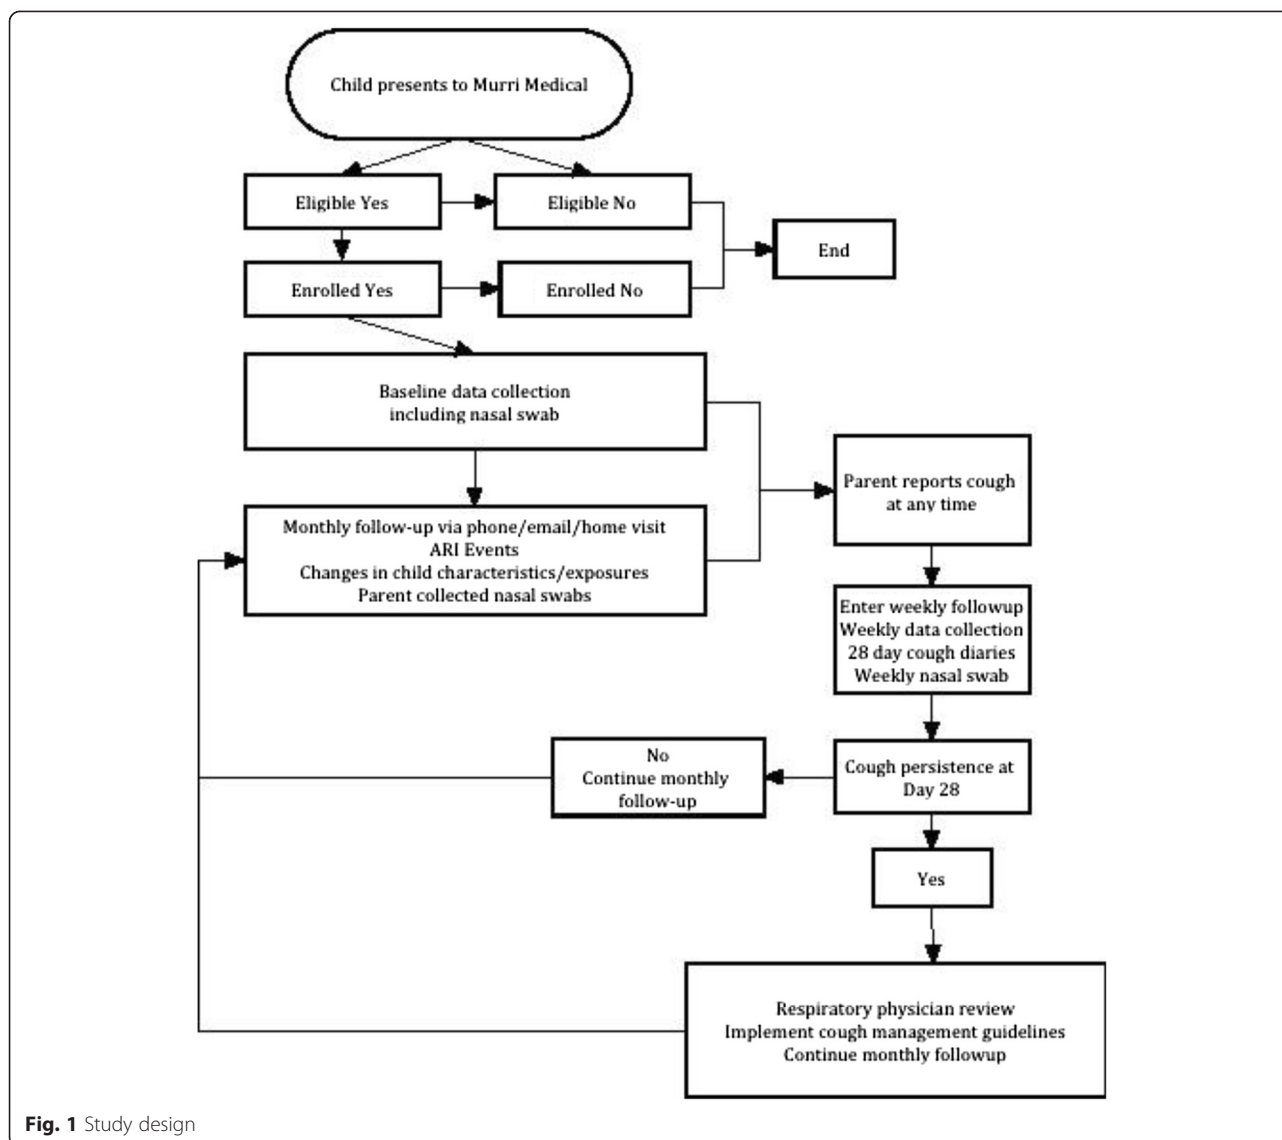 Child presents to Murri Medical
Eligible Yes
Eligible No
End
Enrolled Yes
Enrolled No
Baseline data collection
including nasal swab
Parent reports cough
at any time
Monthly follow-up via phone/email/home visit
ARI Events
Changes in child characteristics/exposures
Parent collected nasal swabs
Enter weekly followup
Weekly data collection
28 day cough diaries
Weekly nasal swab
No
Continue monthly
follow-up
Cough persistence at
Day 28
Yes
Respiratory physician review
Implement cough management guidelines
Continue monthly followup
Fig. 1 Study design